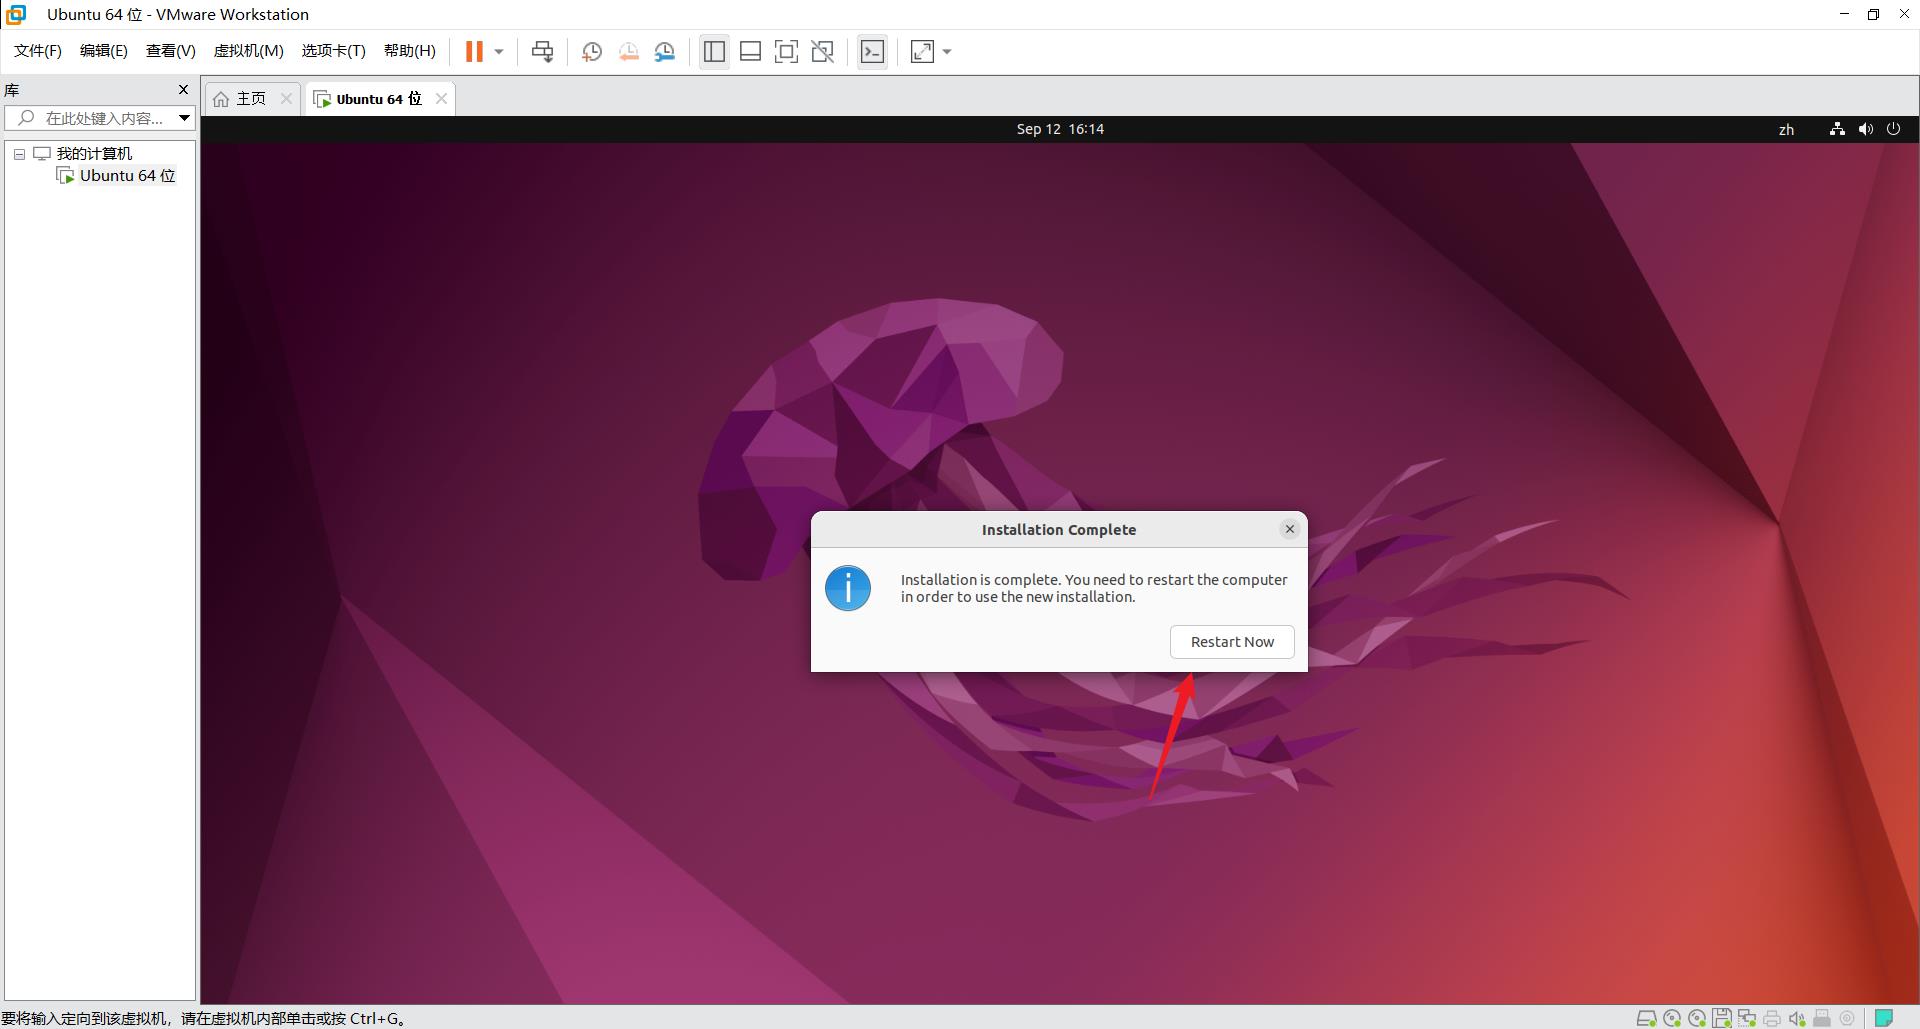 Ubuntu 64 位 - VMware Workstation
文件(F) 编辑(E) 查看(V) 虚拟机(M) 选项卡(T) 帮助(H)
库
主页
Ubuntu 64 位
在此处键入内容...
Sep 12 16:14
zh
我的计算机
Ubuntu 64 位
Installation Complete
Installation is complete. You need to restart the computer
in order to use the new installation.
Restart Now
要将输入定向到该虚拟机，请在虚拟机内部单击或按 Ctrl+G。